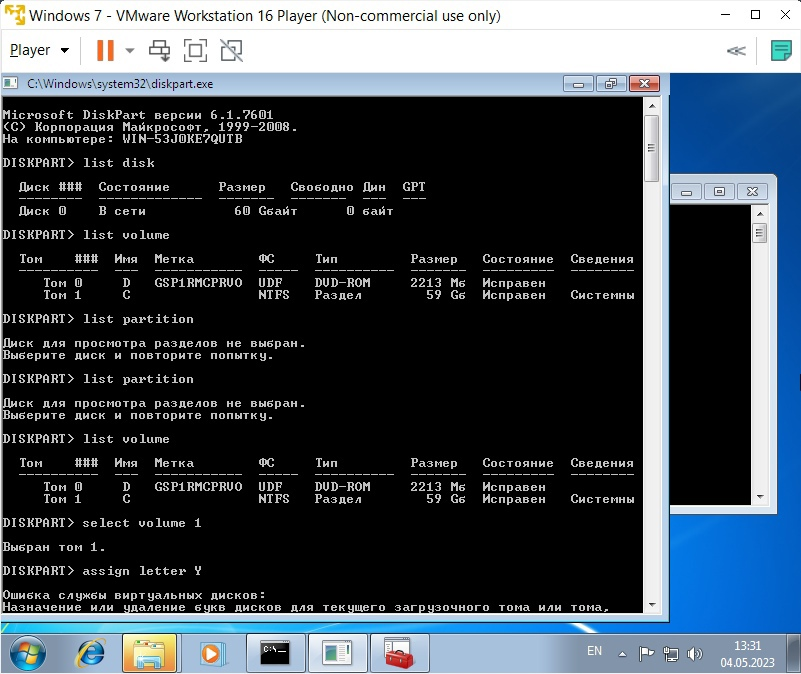 Windows 7 - VMware Workstation 16 Player (Non-commercial use only)
Player
C:\Windows\system32\diskpart.exe
Microsoft DiskPart версии 6.1.7601
(C) Корпорация Майкрософт, 1999-2008.
На компьютере: WIN-53J0KE7QUTB
DISKPART> list disk
Диск ### Состояние Размер Свободно Дин GPT
Диск 0 В сети 60 Gбайт 0 байт
DISKPART> list volume
Том ### Имя Метка ФС Тип Размер Состояние Сведения
Том 0 D GSP1RMCPRVO UDF DVD-ROM 2213 Mб Исправен
Том 1 C NTFS Раздел 59 Gб Исправен Системны
DISKPART> list partition
Диск для просмотра разделов не выбран.
Выберите диск и повторите попытку.
DISKPART> list partition
Диск для просмотра разделов не выбран.
Выберите диск и повторите попытку.
DISKPART> list volume
Том ### Имя Метка ФС Тип Размер Состояние Сведения
Том 0 D GSP1RMCPRVO UDF DVD-ROM 2213 Mб Исправен
Том 1 C NTFS Раздел 59 Gб Исправен Системны
DISKPART> select volume 1
Выбран том 1.
DISKPART> assign letter Y
Ошибка службы виртуальных дисков:
Назначение или удаление букв дисков для текущего загрузочного тома или тома,
EN
13:31
04.05.2023